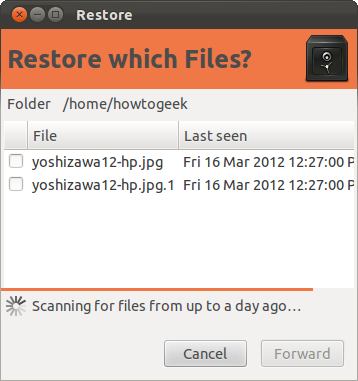 Restore
Restore which Files?
Folder /home/howtogeek
File Last seen
yoshizawa12-hp.jpg Fri 16 Mar 2012 12:27:00 P
yoshizawa12-hp.jpg.1 Fri 16 Mar 2012 12:27:00 P
Scanning for files from up to a day ago...
Cancel Forward